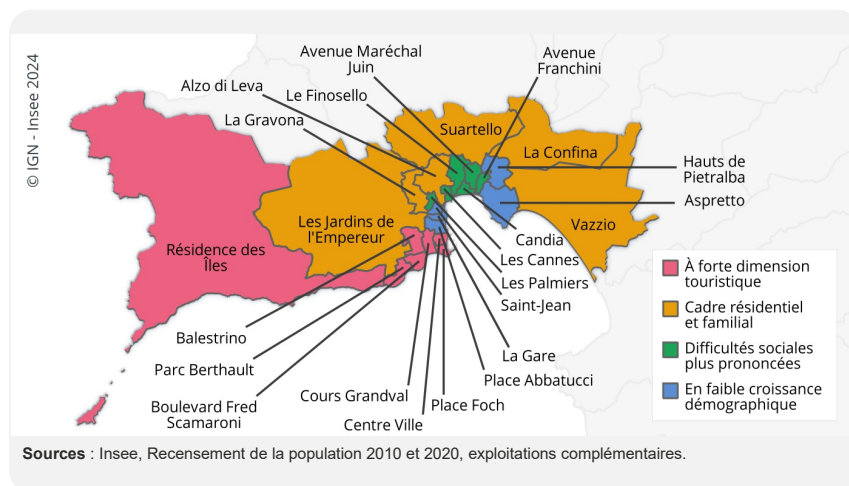 © IGN - Insee 2024
Avenue Maréchal
Juin
Avenue
Franchini
Alzo di Leva
Le Finosello
La Gravona
Suartello
La Confina
Hauts de
Pietralba
Aspretto
Les Jardins de
l'Empereur
Vazzio
Résidence des
Îles
Candia
Les Cannes
Les Palmiers
Saint-Jean
Balestrino
La Gare
Parc Berthault
Place Abbatucci
Boulevard Fred
Scamaroni
Cours Grandval
Place Foch
Centre Ville
À forte dimension
touristique
Cadre résidentiel
et familial
Difficultés sociales
plus prononcées
En faible croissance
démographique
Sources : Insee, Recensement de la population 2010 et 2020, exploitations complémentaires.